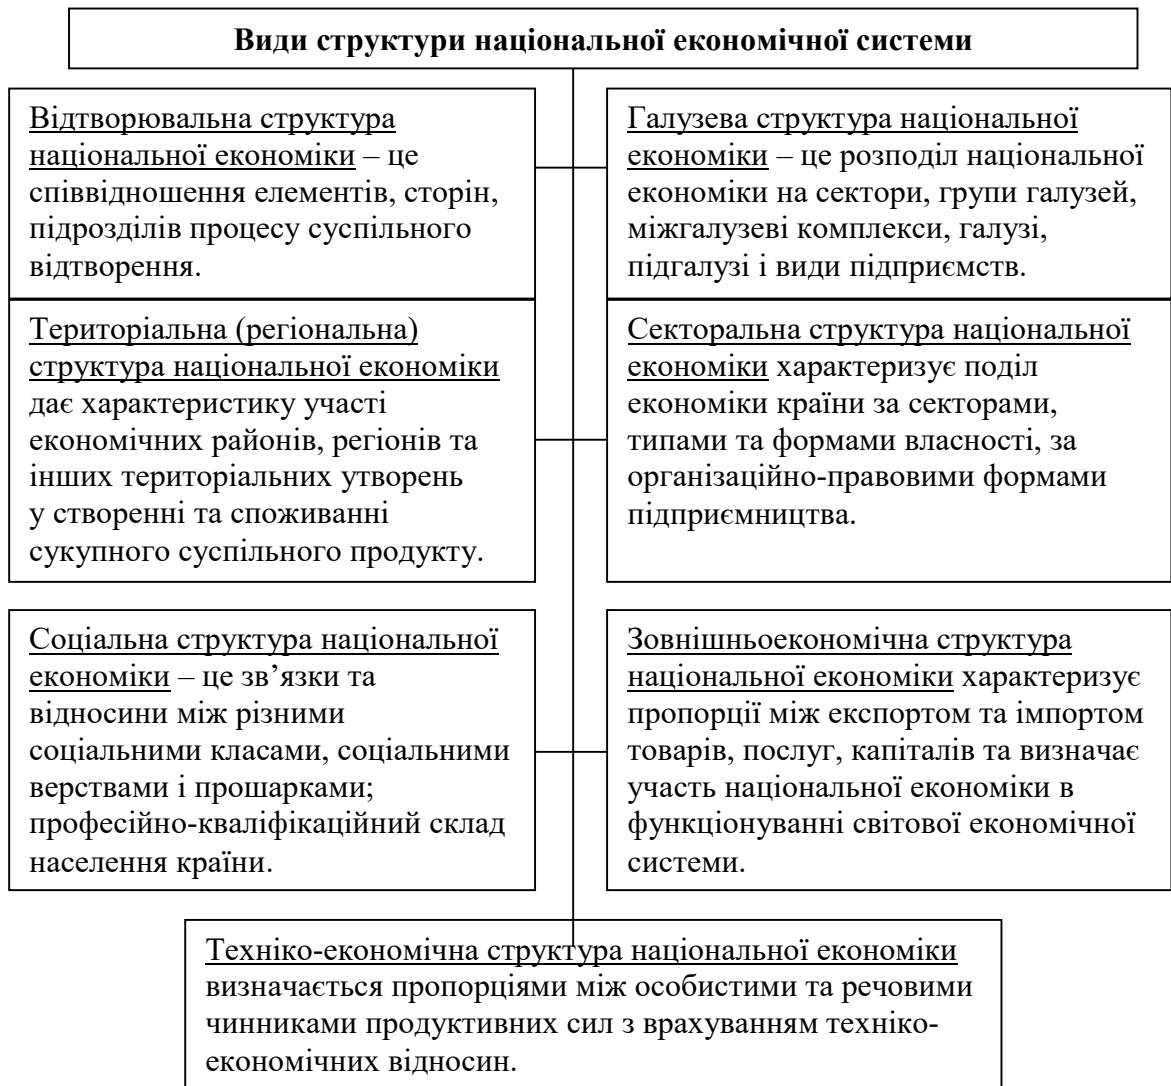 Види структури національної економічної системи
Відтворювальна структура
національної економіки – це
співвідношення елементів, сторін,
підрозділів процесу суспільного
відтворення.
Галузева структура національної
економіки – це розподіл національної
економіки на сектори, групи галузей,
міжгалузеві комплекси, галузі,
підгалузі і види підприємств.
Територіальна (регіональна)
структура національної економіки
дає характеристику участі
економічних районів, регіонів та
інших територіальних утворень
у створенні та споживанні
сукупного суспільного продукту.
Секторальна структура національної
економіки характеризує поділ
економіки країни за секторами,
типами та формами власності, за
організаційно-правовими формами
підприємництва.
Соціальна структура національної
економіки – це зв’язки та
відносини між різними
соціальними класами, соціальними
верствами і прошарками;
професійно-кваліфікаційний склад
населення країни.
Зовнішньоекономічна структура
національної економіки характеризує
пропорції між експортом та імпортом
товарів, послуг, капіталів та визначає
участь національної економіки в
функціонуванні світової економічної
системи.
Техніко-економічна структура національної економіки
визначається пропорціями між особистими та речовими
чинниками продуктивних сил з врахуванням техніко-
економічних відносин.